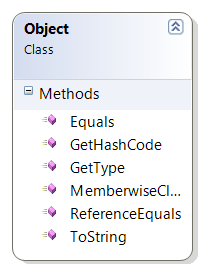 Object
Class
Methods
Equals
GetHashCode
GetType
MemberwiseCl...
ReferenceEquals
ToString